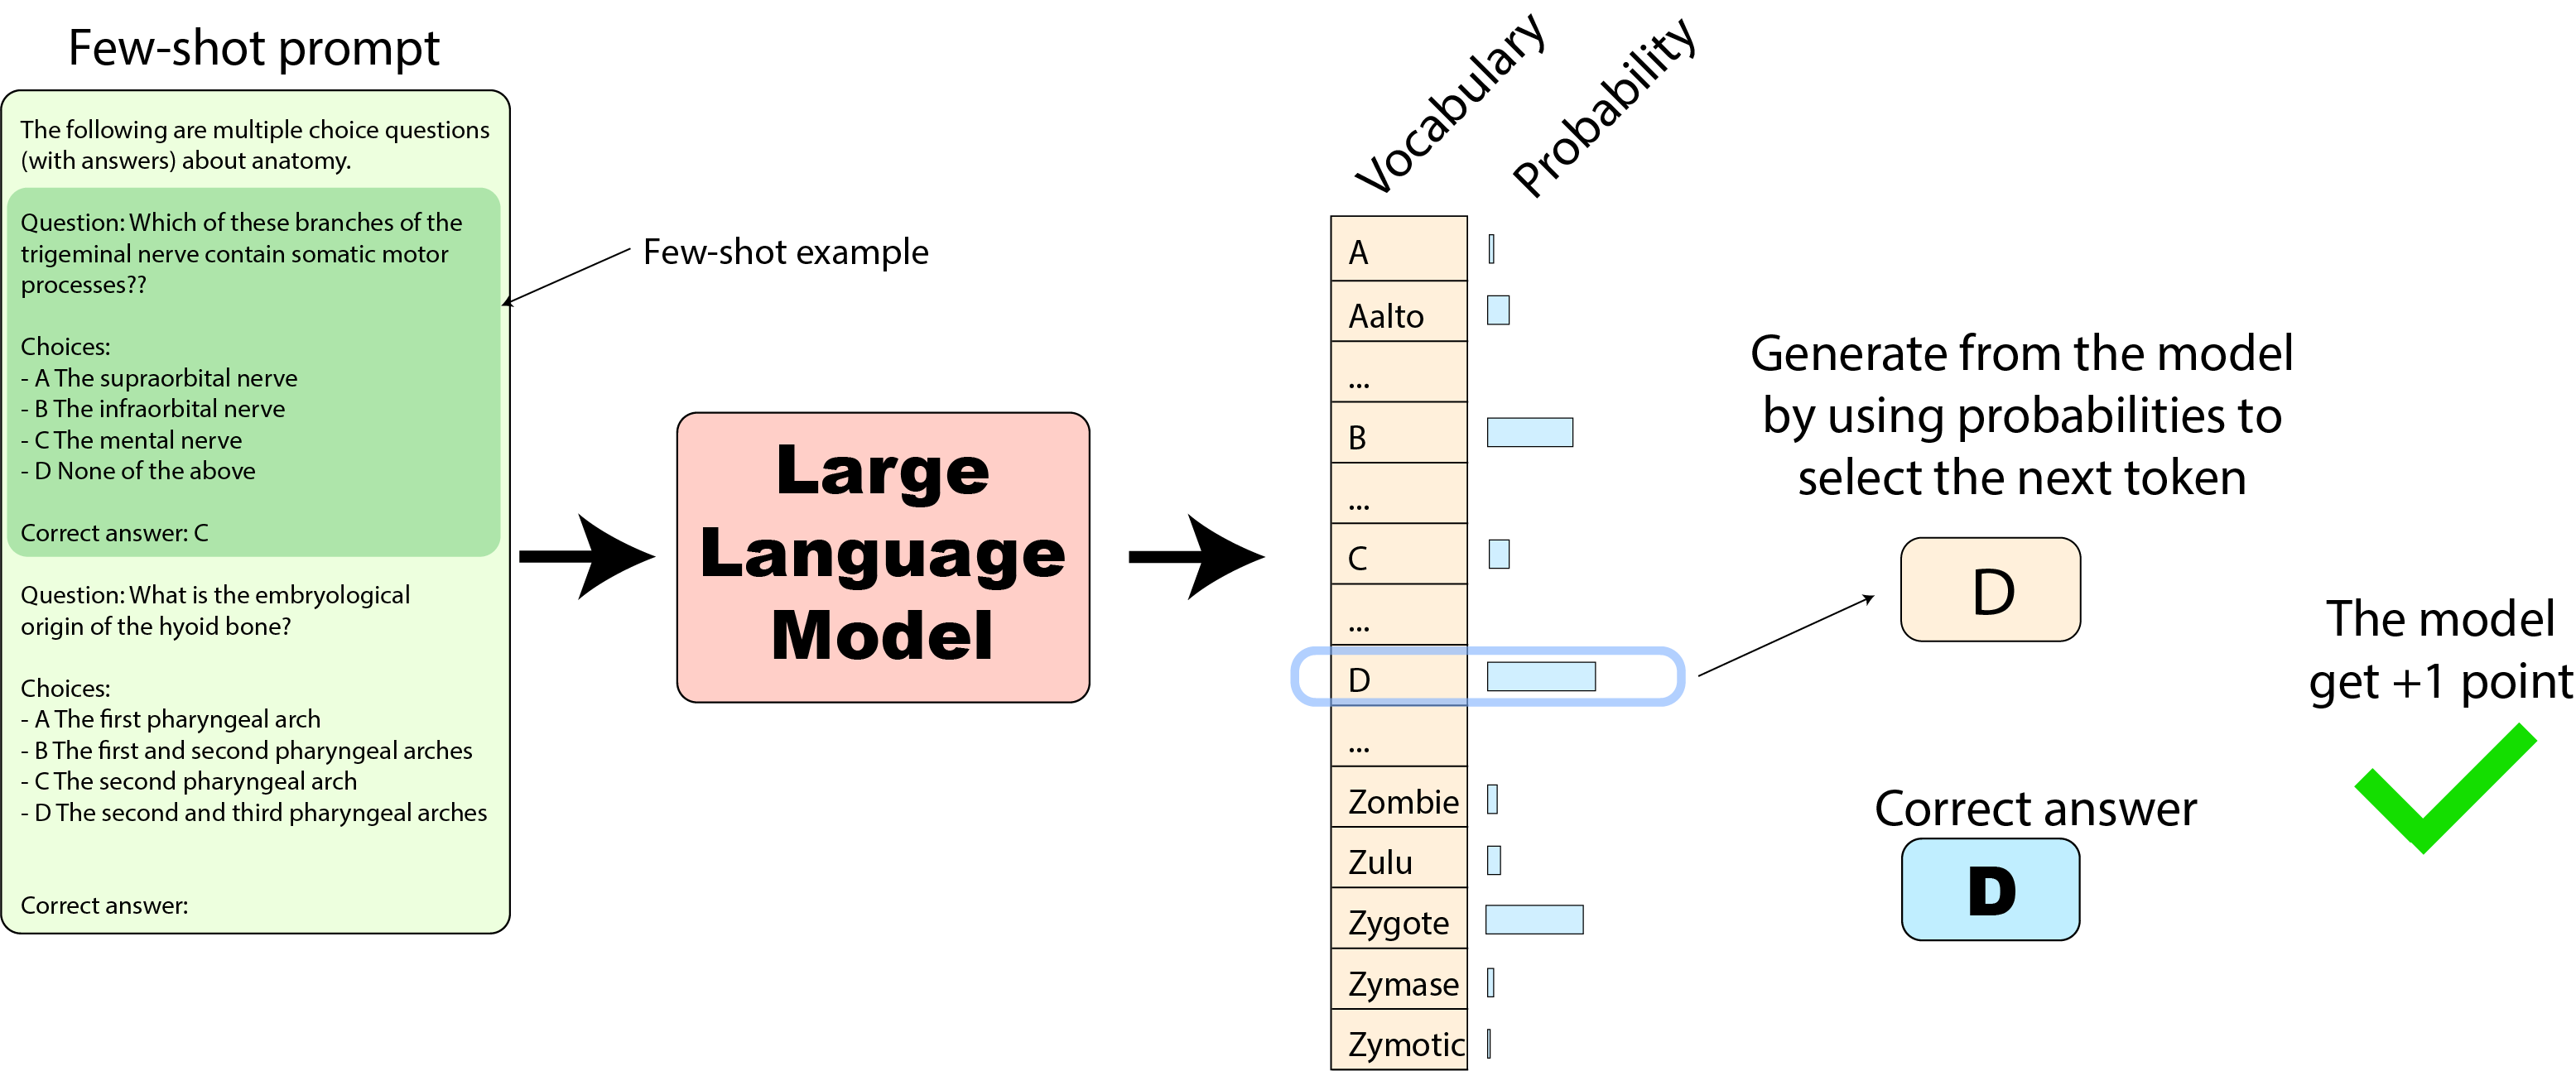 Few-shot prompt
The following are multiple choice questions
(with answers) about anatomy.
Question: Which of these branches of the
trigeminal nerve contain somatic motor
processes??
Choices:
- A The supraorbital nerve
- B The infraorbital nerve
- C The mental nerve
- D None of the above
Correct answer: C
Question: What is the embryological
origin of the hyoid bone?
Choices:
- A The first pharyngeal arch
- B The first and second pharyngeal arches
- C The second pharyngeal arch
- D The second and third pharyngeal arches
Correct answer:
Few-shot example
Large
Language
Model
Vocabulary
Probability
A
Aalto
...
B
...
C
...
D
...
Zombie
Zulu
Zygote
Zymase
Zymotic
Generate from the model
by using probabilities to
select the next token
D
Correct answer
D
The model
get +1 point